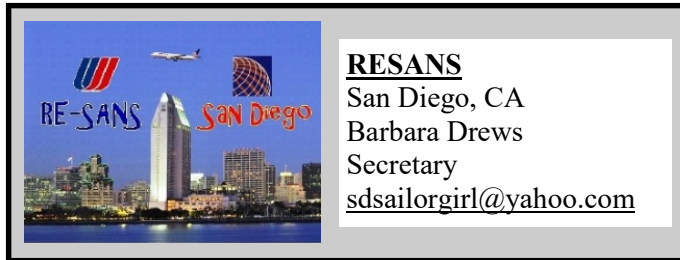 RE-SANS
San Diego
RESANS
San Diego, CA
Barbara Drews
Secretary
sdsailorgirl@yahoo.com